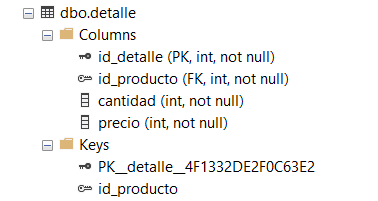 dbo.detalle
Columns
id_detalle (PK, int, not null)
id_producto (FK, int, not null)
cantidad (int, not null)
precio (int, not null)
Keys
PK__detalle__4F1332DE2F0C63E2
id_producto